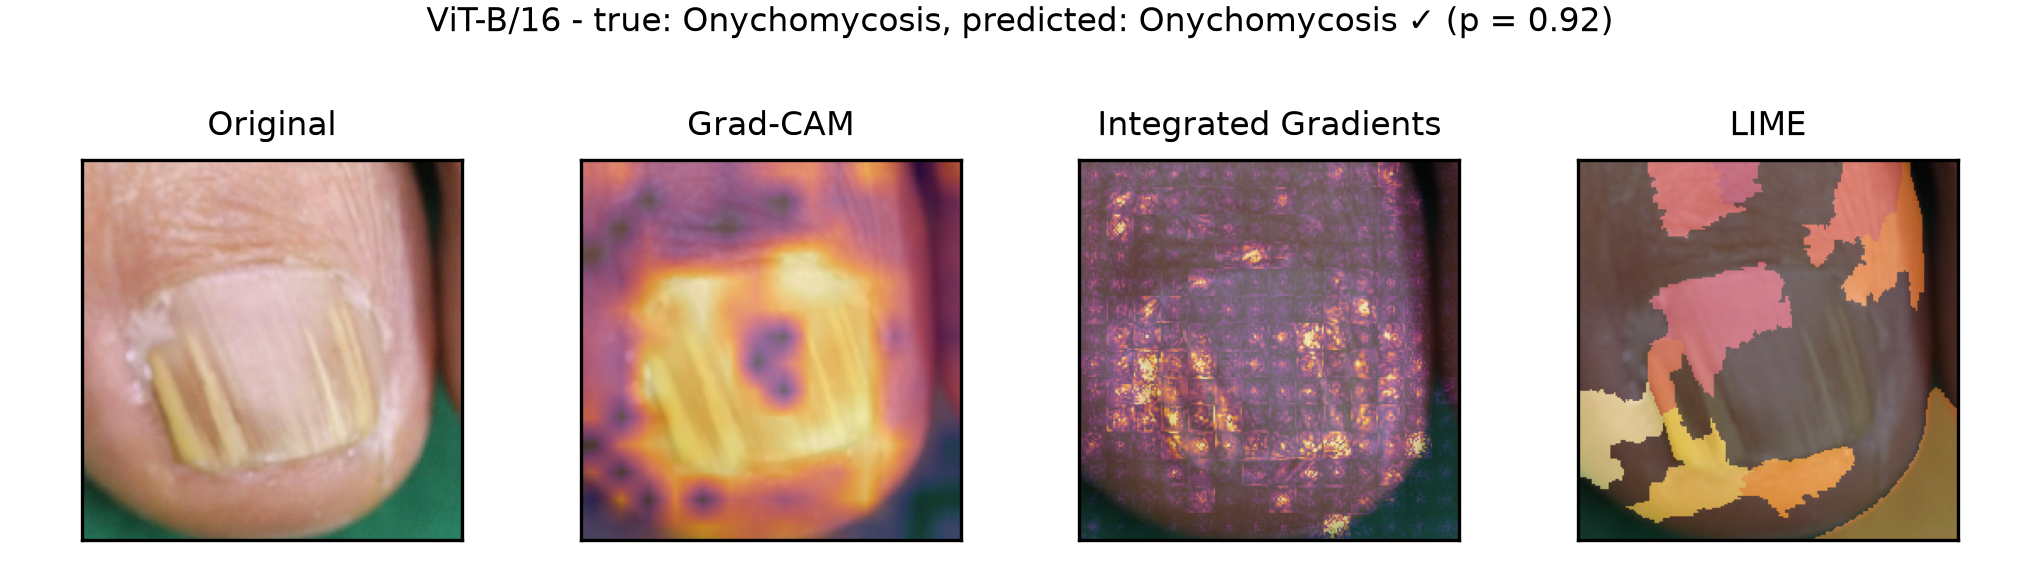 ViT-B/16 - true: Onychomycosis, predicted: Onychomycosis ✓ (p = 0.92)
Original
Grad-CAM
Integrated Gradients
LIME